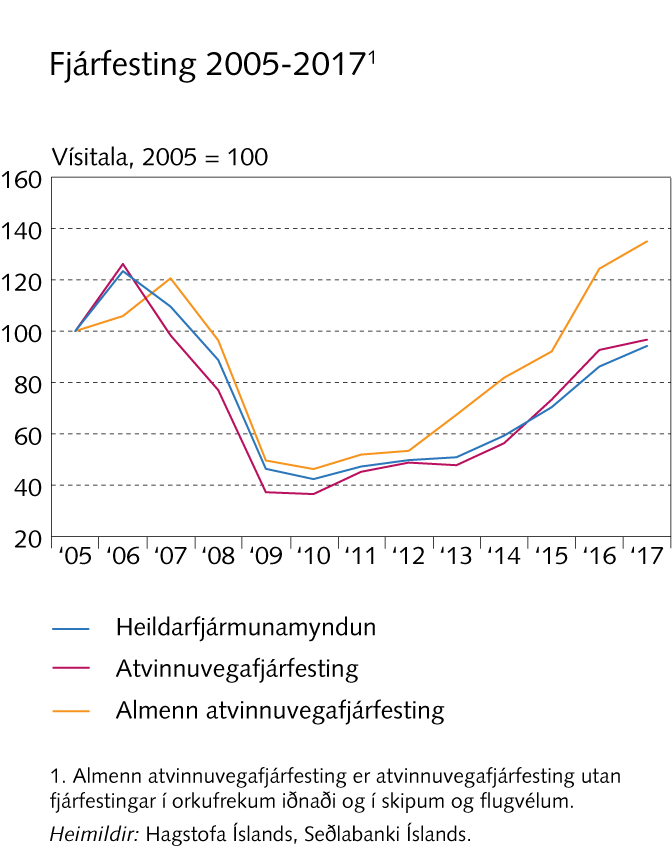 Fjárfesting 2005-2017¹
Vísitala, 2005 = 100
160
140
120
100
80
60
40
20
‘05 ‘06 ‘07 ‘08 ‘09 ‘10 ‘11 ‘12 ‘13 ‘14 ‘15 ‘16 ‘17
Heildarfjármunamyndun
Atvinnuvegafjárfesting
Almenn atvinnuvegafjárfesting
1. Almenn atvinnuvegafjárfesting er atvinnuvegafjárfesting utan
fjárfestingar í orkufrekum iðnaði og í skipum og flugvélum.
Heimildir: Hagstofa Íslands, Seðlabanki Íslands.